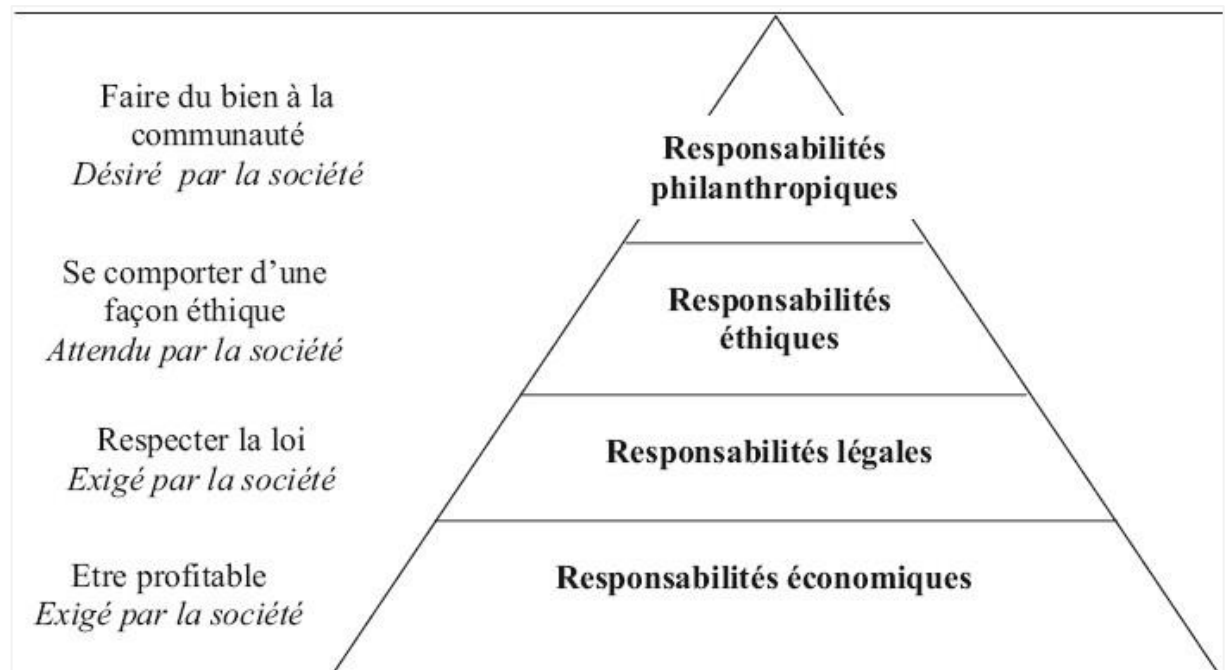 Faire du bien à la
communauté
Désiré par la société
Responsabilités
philanthropiques
Se comporter d'une
façon éthique
Attendu par la société
Responsabilités
éthiques
Respecter la loi
Exigé par la société
Responsabilités légales
Etre profitable
Exigé par la société
Responsabilités économiques